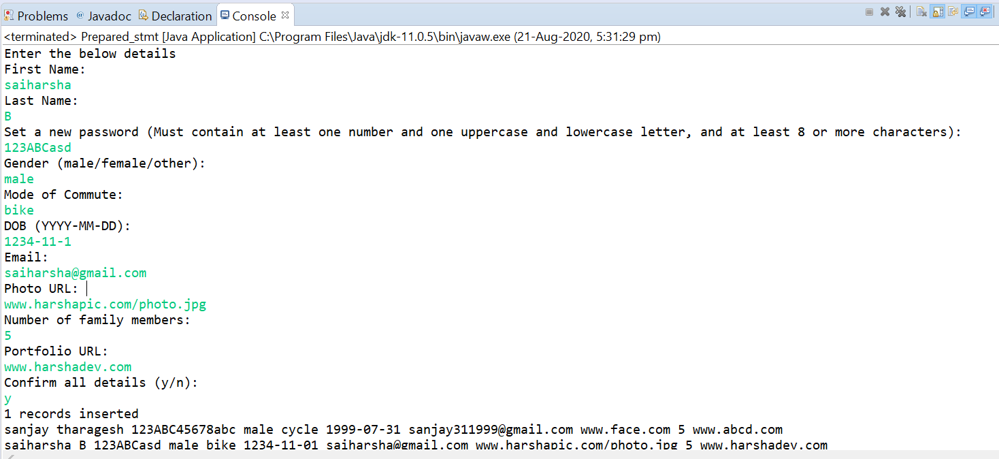 Problems @ Javadoc Declaration Console
<terminated> Prepared_stmt [Java Application] C:\Program Files\Java\jdk-11.0.5\bin\javaw.exe (21-Aug-2020, 5:31:29 pm)
Enter the below details
First Name:
saiharsha
Last Name:
B
Set a new password (Must contain at least one number and one uppercase and lowercase letter, and at least 8 or more characters):
123ABCasd
Gender (male/female/other):
male
Mode of Commute:
bike
DOB (YYYY-MM-DD):
1234-11-1
Email:
saiharsha@gmail.com
Photo URL:
www.harshapic.com/photo.jpg
Number of family members:
5
Portfolio URL:
www.harshadev.com
Confirm all details (y/n):
y
1 records inserted
sanjay tharagesh 123ABC45678abc male cycle 1999-07-31 sanjay311999@gmail.com www.face.com 5 www.abcd.com
saiharsha B 123ABCasd male bike 1234-11-01 saiharsha@gmail.com www.harshapic.com/photo.jpg 5 www.harshadev.com